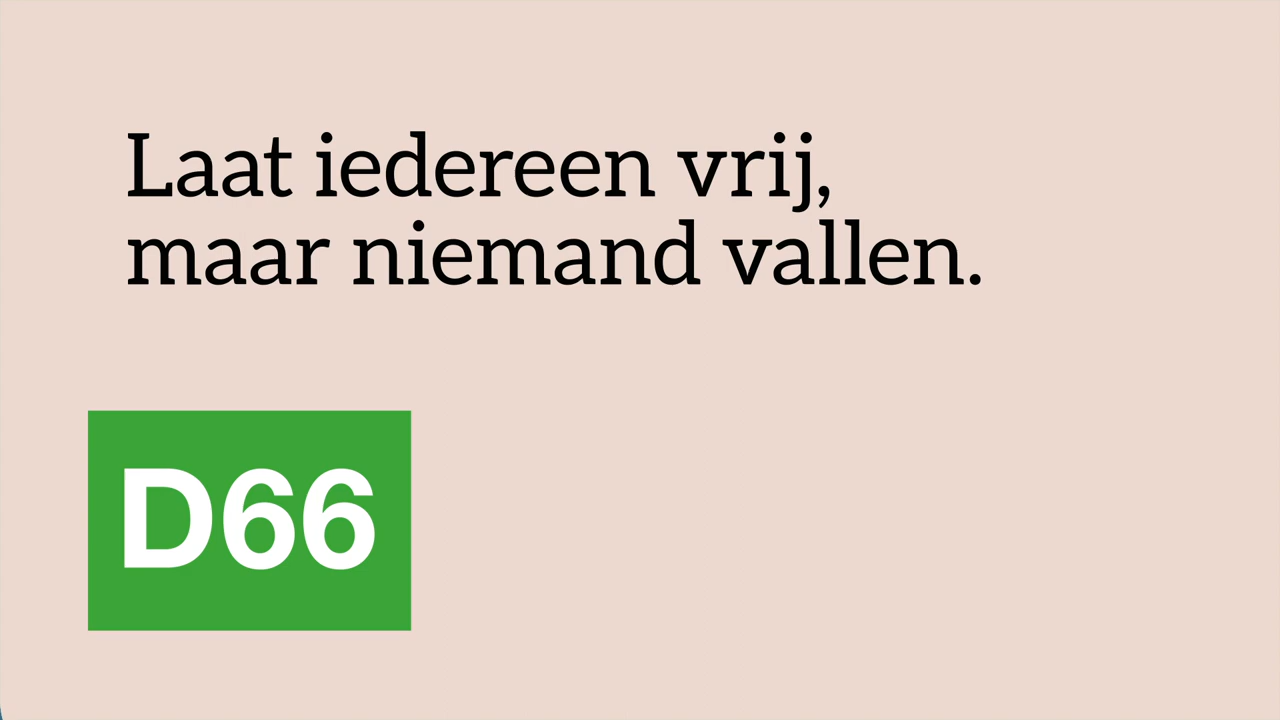 Laat iedereen vrij,
maar niemand vallen.
D66